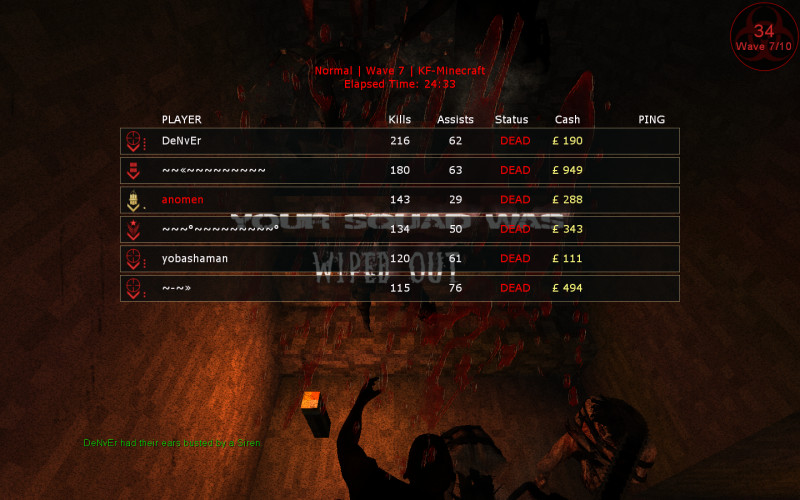 34
Wave 7/10
Normal | Wave 7 | KF-Minecraft
Elapsed Time: 24:33
PLAYER Kills Assists Status Cash PING
DeNvEr 216 62 DEAD £ 190
~~«~~~~~~~~~~ 180 63 DEAD £ 949
anomen 143 29 DEAD £ 288
YOUR SQUAD WAS
~~~°~~~~~~~~~~° 134 50 DEAD £ 343
yobashaman 120 61 DEAD £ 111
WIPED OUT
~-~» 115 76 DEAD £ 494
DeNvEr had their ears busted by a Siren.